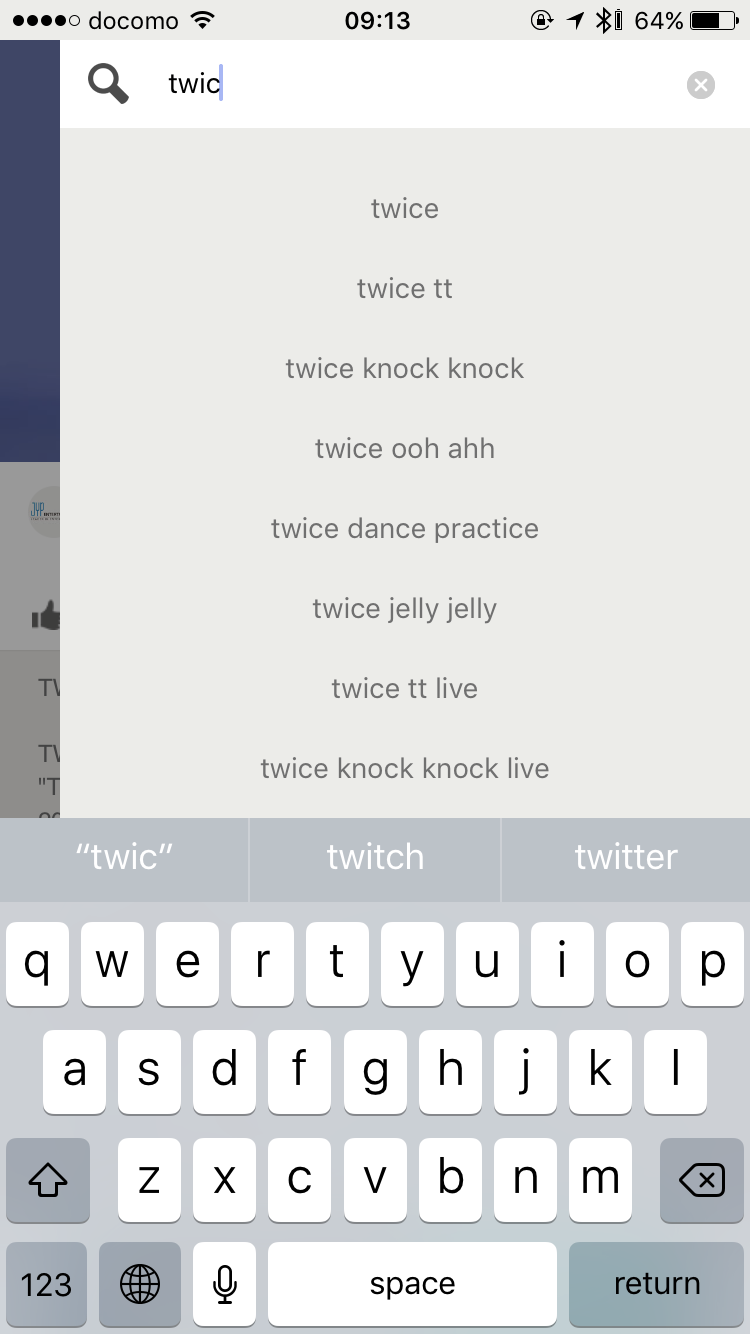 docomo 09:13 64%
twic
twice
twice tt
twice knock knock
twice ooh ahh
twice dance practice
twice jelly jelly
twice tt live
twice knock knock live
JYP
TV
TV
"T
“twic” twitch twitter
q w e r t y u i o p
a s d f g h j k l
z x c v b n m
123 space return